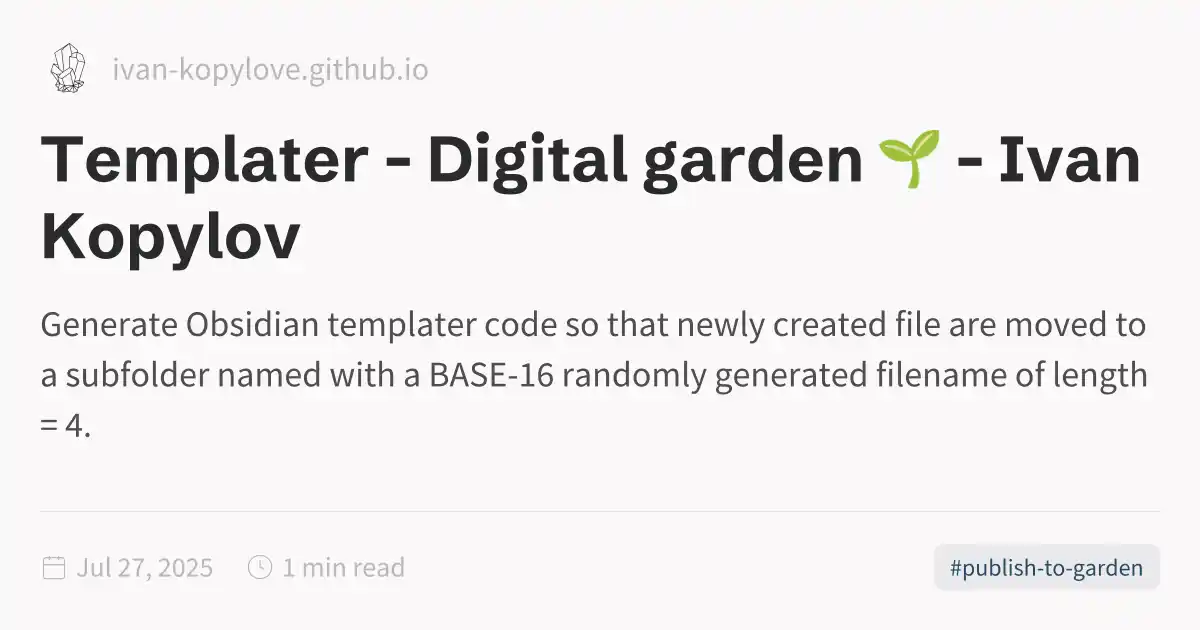 ivan-kopylove.github.io
Templater - Digital garden 🌱 - Ivan
Kopylov
Generate Obsidian templater code so that newly created file are moved to
a subfolder named with a BASE-16 randomly generated filename of length
= 4.
Jul 27, 2025 1 min read
#publish-to-garden